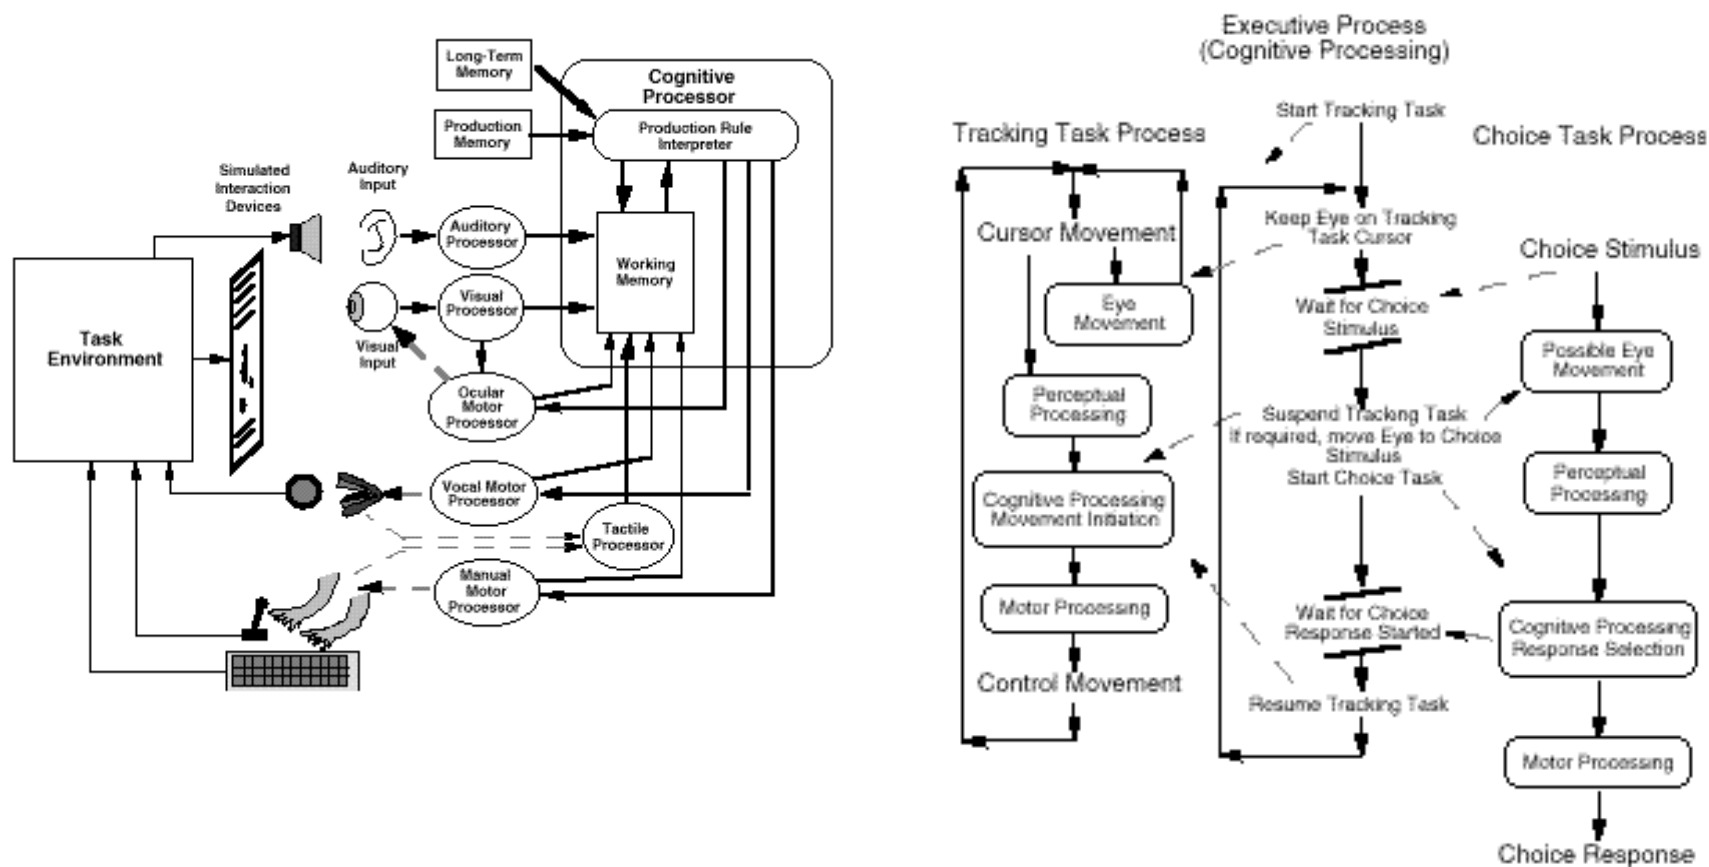 Long-Term
Memory
Cognitive
Processor
Production
Memory
Production Rule
Interpreter
Simulated
Interaction
Devices
Auditory
Input
Auditory
Processor
Working
Memory
Visual
Processor
Visual
Input
Task
Environment
Ocular
Motor
Processor
Vocal Motor
Processor
Tactile
Processor
Manual
Motor
Processor
Executive Process
(Cognitive Processing)
Start Tracking Task
Tracking Task Process
Choice Task Process
Cursor Movement
Keep Eye on Tracking
Task Cursor
Choice Stimulus
Eye
Movement
Wait for Choice
Stimulus
Possible Eye
Movement
Perceptual
Processing
Suspend Tracking Task
If required, move Eye to Choice
Stimulus
Start Choice Task
Perceptual
Processing
Cognitive Processing
Movement Initiation
Motor Processing
Wait for Choice
Response Started
Cognitive Processing
Response Selection
Control Movement
Resume Tracking Task
Motor Processing
Choice Response